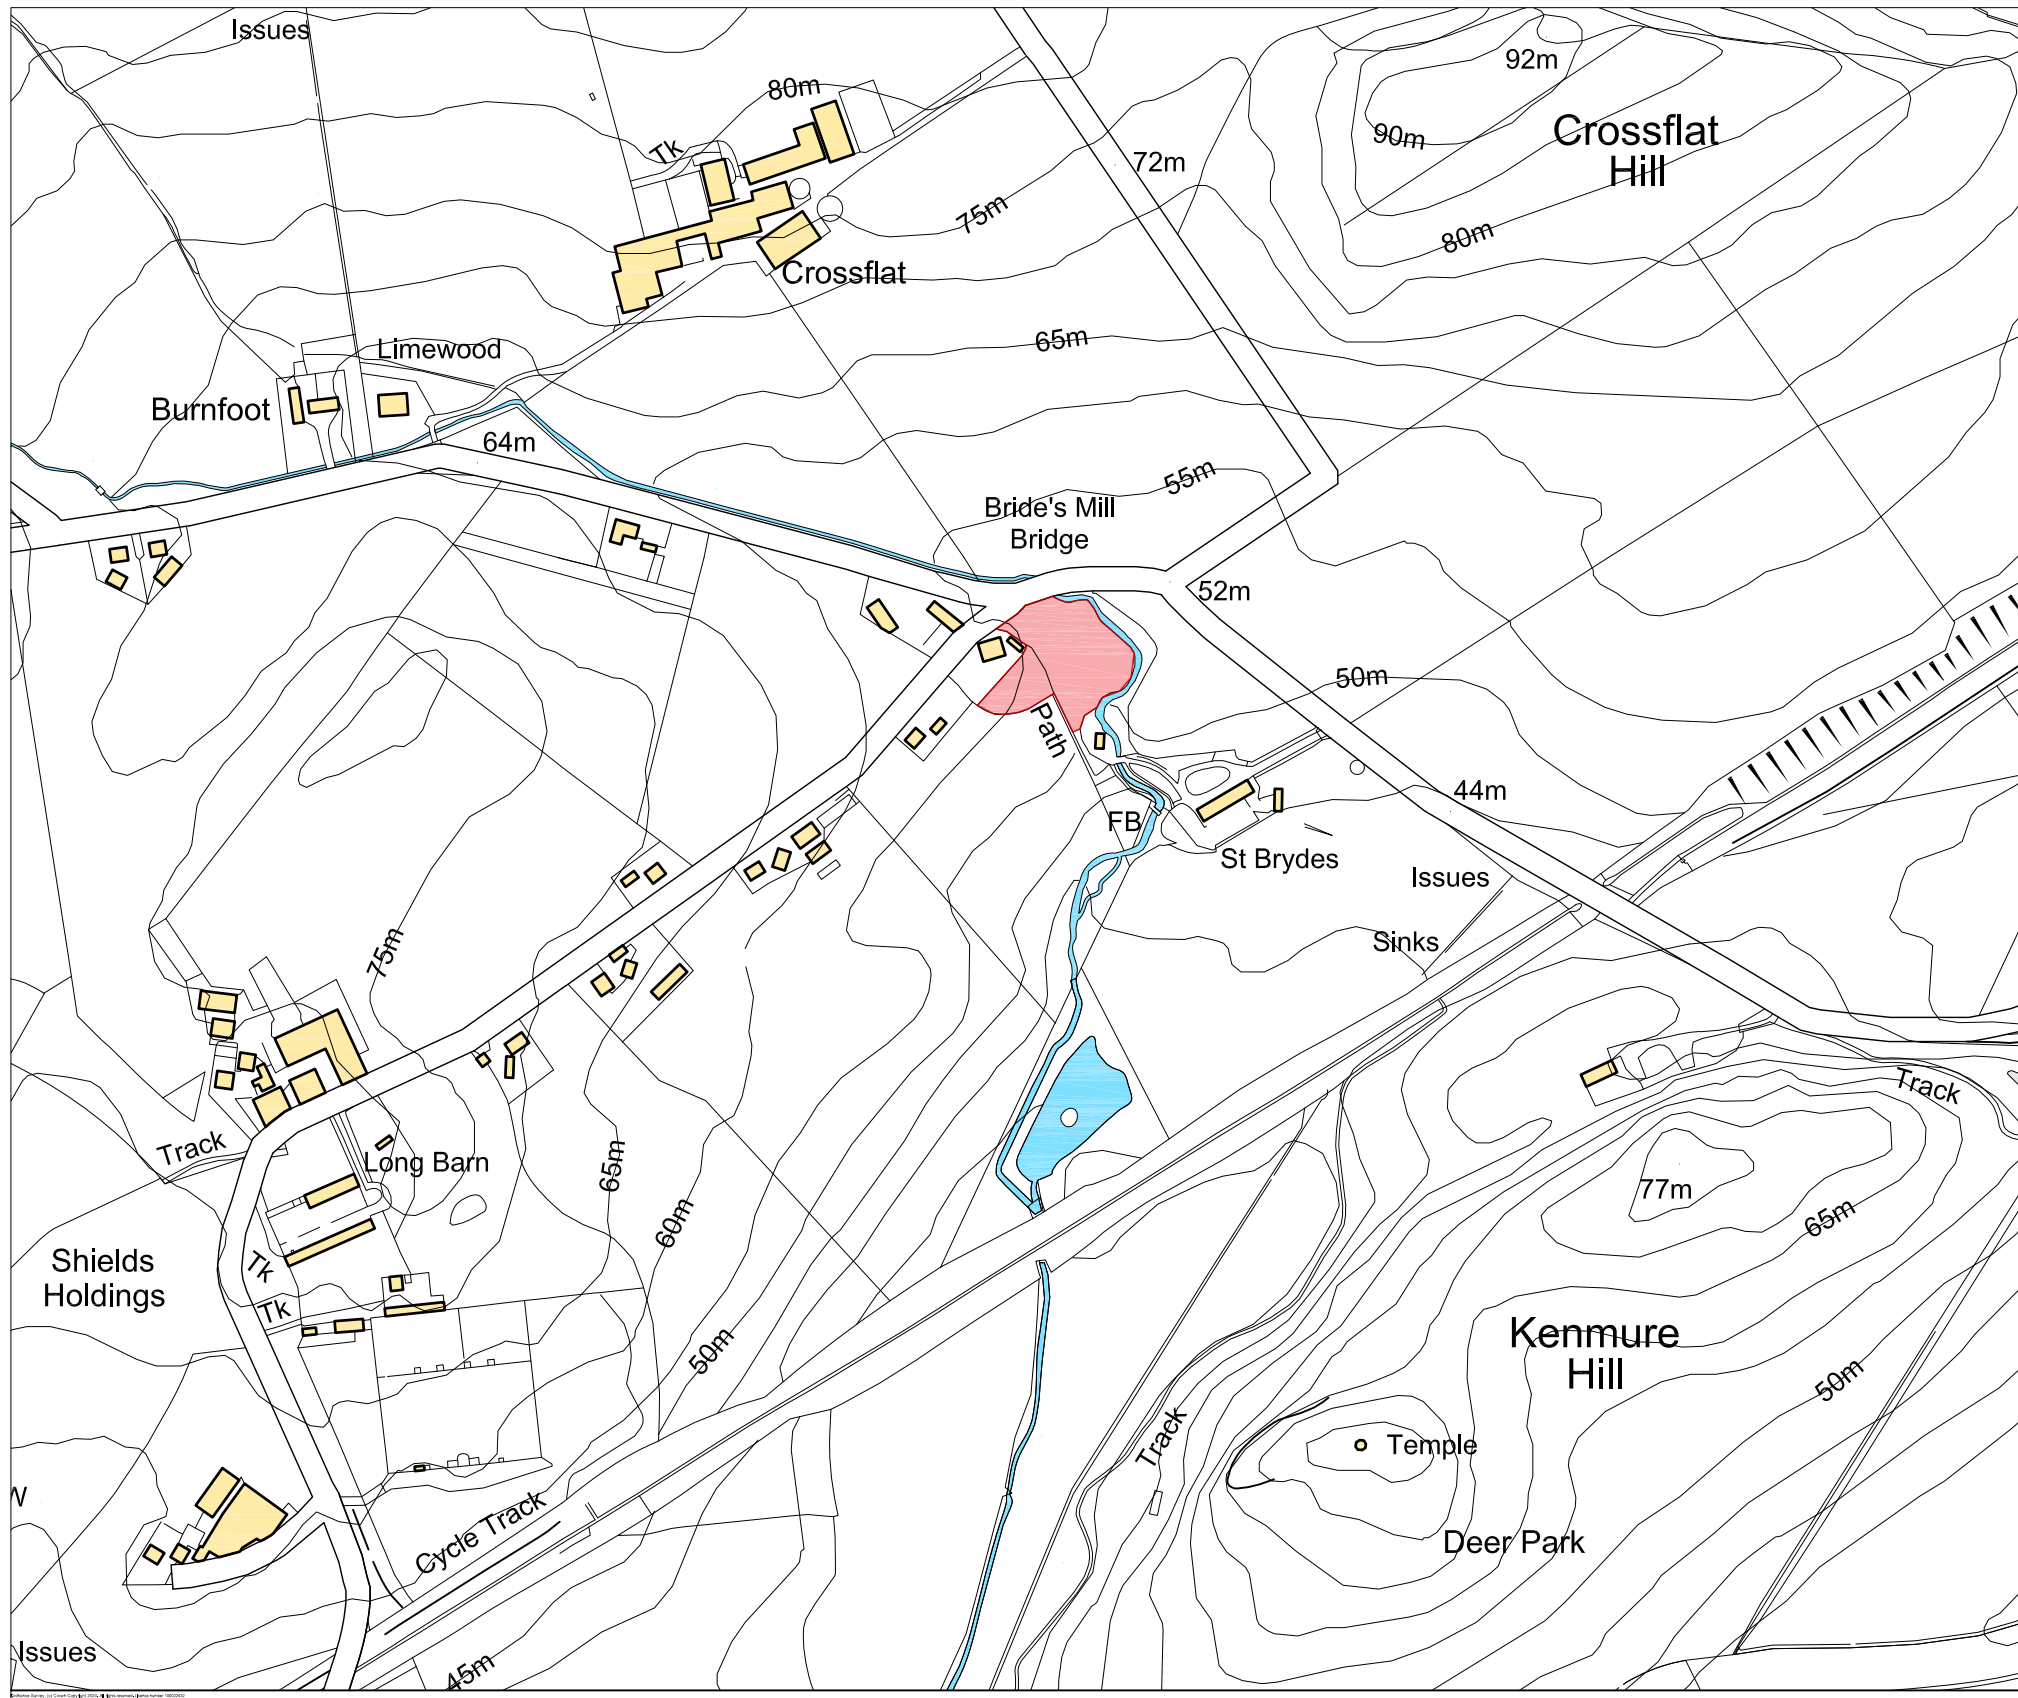 Issues
92m
80m
Crossflat
Hill
90m
Tk
72m
75m
80m
Crossflat
65m
Limewood
Burnfoot
64m
55m
Bride's Mill
Bridge
52m
50m
Path
44m
FB
St Brydes
Issues
Sinks
75m
Track
Track
Long Barn
65m
77m
60m
65m
Shields
Holdings
Tk
Tk
Kenmure
Hill
50m
50m
Track
Temple
W
Cycle Track
Deer Park
Issues
45m